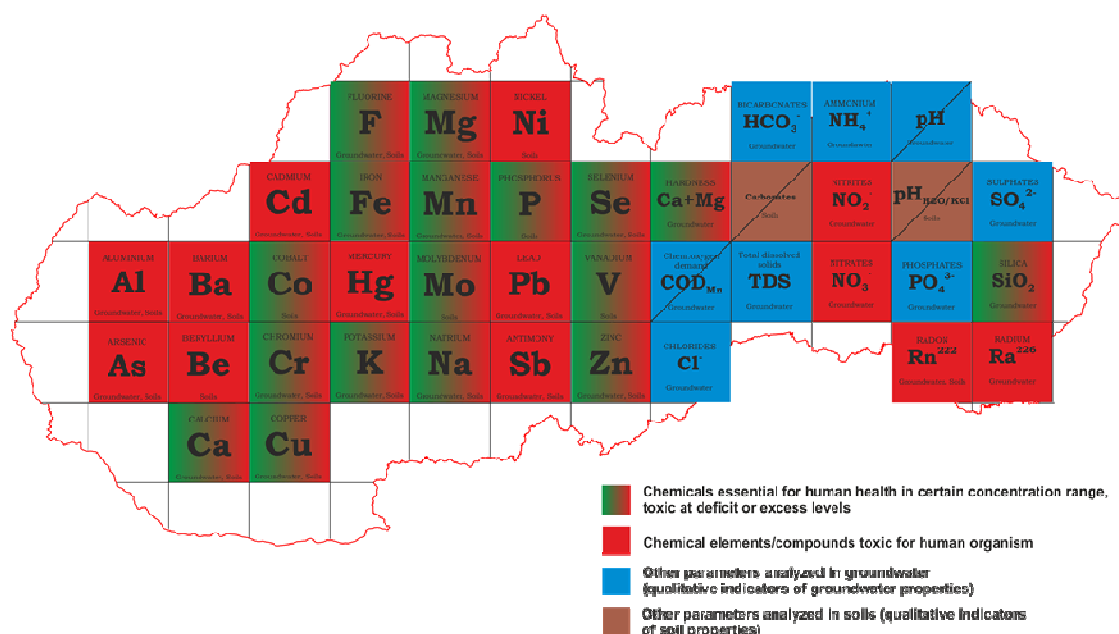 FLUORINE
F
Groundwater, Soils
MAGNESIUM
Mg
Groundwater, Soils
NICKEL
Ni
Soils
BICARBONATES
HCO₃⁻
Groundwater
AMMONIUM
NH₄⁺
Groundwater
pH
Groundwater
CADMIUM
Cd
Groundwater, Soils
IRON
Fe
Groundwater, Soils
MANGANESE
Mn
Groundwater, Soils
PHOSPHORUS
P
Soils
SELENIUM
Se
Groundwater, Soils
HARDNESS
Ca+Mg
Groundwater
Carbonates
Soils
NITRITES
NO₂⁻
Groundwater
pH H2O/KCl
Soils
SULPHATES
SO₄²⁻
Groundwater
ALUMINIUM
Al
Groundwater, Soils
BARIUM
Ba
Groundwater, Soils
COBALT
Co
Soils
MERCURY
Hg
Groundwater, Soils
MOLYBDENUM
Mo
Soils
LEAD
Pb
Groundwater, Soils
VANADIUM
V
Soils
Chemical oxygen
demand
COD Mn
Groundwater
Total dissolved
solids
TDS
Groundwater
NITRATES
NO₃⁻
Groundwater
PHOSPHATES
PO₄³⁻
Groundwater
SILICA
SiO₂
Groundwater
ARSENIC
As
Groundwater, Soils
BERYLLIUM
Be
Soils
CHROMIUM
Cr
Groundwater, Soils
POTASSIUM
K
Groundwater, Soils
NATRIUM
Na
Groundwater, Soils
ANTIMONY
Sb
Groundwater, Soils
ZINC
Zn
Groundwater, Soils
CHLORIDES
Cl⁻
Groundwater
RADON
Rn²²²
Groundwater, Soils
RADIUM
Ra²²⁶
Groundwater
CALCIUM
Ca
Groundwater, Soils
COPPER
Cu
Groundwater, Soils
Chemicals essential for human health in certain concentration range,
toxic at deficit or excess levels
Chemical elements/compounds toxic for human organism
Other parameters analyzed in groundwater
(qualitative indicators of groundwater properties)
Other parameters analyzed in soils (qualitative indicators
of soil properties)